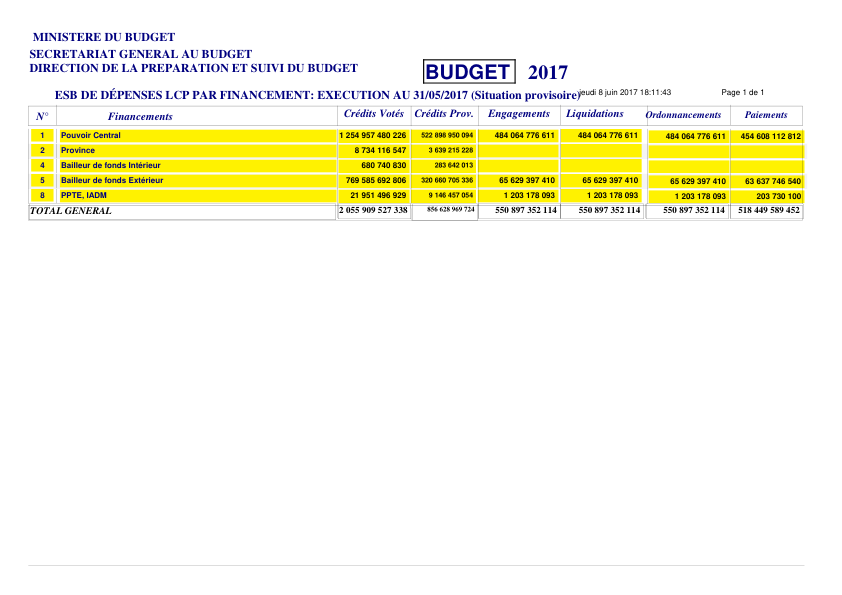 MINISTERE DU BUDGET
SECRETARIAT GENERAL AU BUDGET
DIRECTION DE LA PREPARATION ET SUIVI DU BUDGET
BUDGET 2017
ESB DE DÉPENSES LCP PAR FINANCEMENT: EXECUTION AU 31/05/2017 (Situation provisoire) jeudi 8 juin 2017 18:11:43 Page 1 de 1
N° Financements Crédits Votés Crédits Prov. Engagements Liquidations Ordonnancements Paiements
1 Pouvoir Central 1 254 957 480 226 522 898 950 094 484 064 776 611 484 064 776 611 484 064 776 611 454 608 112 812
2 Province 8 734 116 547 3 639 215 228
4 Bailleur de fonds Intérieur 680 740 830 283 642 013
5 Bailleur de fonds Extérieur 769 585 692 806 320 660 705 336 65 629 397 410 65 629 397 410 65 629 397 410 63 637 746 540
8 PPTE, IADM 21 951 496 929 9 146 457 054 1 203 178 093 1 203 178 093 1 203 178 093 203 730 100
TOTAL GENERAL 2 055 909 527 338 856 628 969 724 550 897 352 114 550 897 352 114 550 897 352 114 518 449 589 452